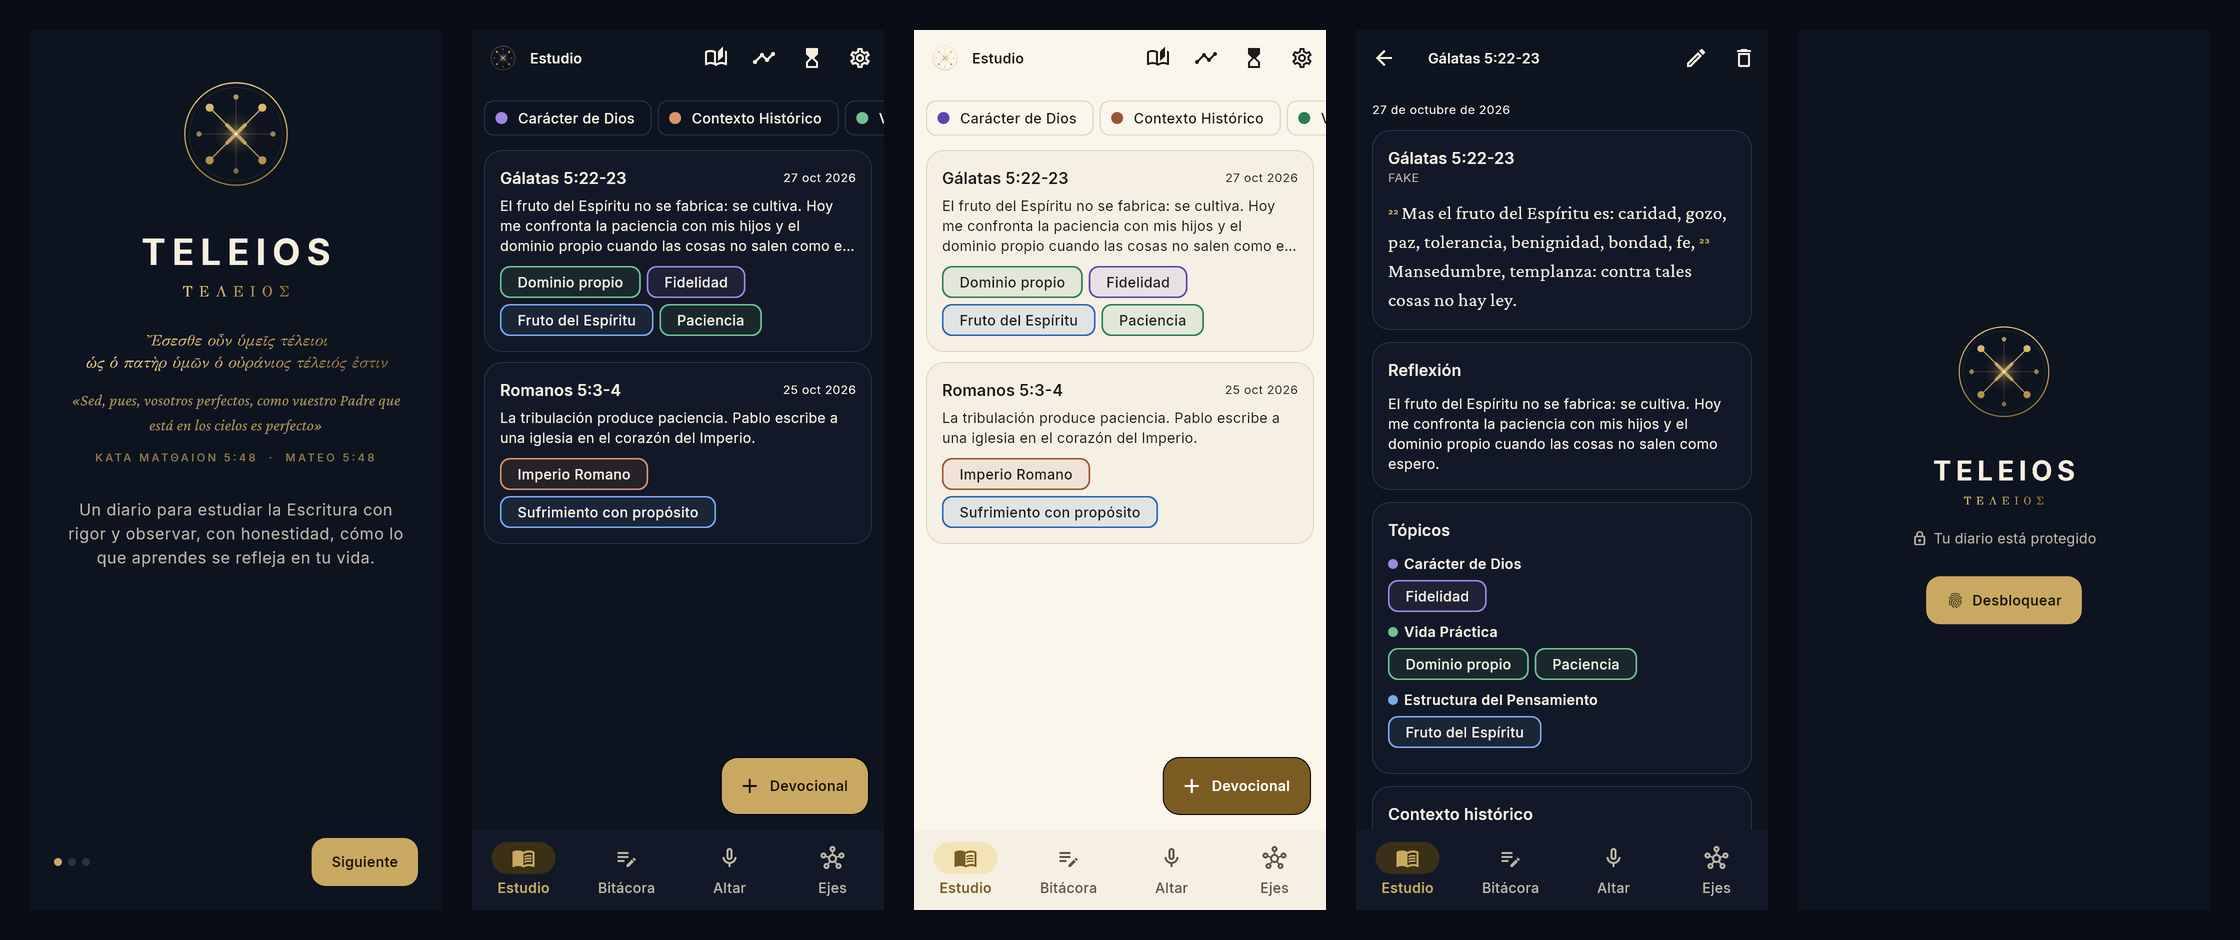 TELEIOS
ΤΕΛΕΙΟΣ
Ἔσεσθε οὖν ὑμεῖς τέλειοι
ὡς ὁ πατὴρ ὑμῶν ὁ οὐράνιος τέλειός ἐστιν
«Sed, pues, vosotros perfectos, como vuestro Padre que
está en los cielos es perfecto»
ΚΑΤΑ ΜΑΤΘΑΙΟΝ 5:48 · MATEO 5:48
Un diario para estudiar la Escritura con
rigor y observar, con honestidad, cómo lo
que aprendes se refleja en tu vida.
Siguiente
Estudio
Carácter de Dios
Contexto Histórico
V
Gálatas 5:22-23
27 oct 2026
El fruto del Espíritu no se fabrica: se cultiva. Hoy
me confronta la paciencia con mis hijos y el
dominio propio cuando las cosas no salen como e...
Dominio propio
Fidelidad
Fruto del Espíritu
Paciencia
Romanos 5:3-4
25 oct 2026
La tribulación produce paciencia. Pablo escribe a
una iglesia en el corazón del Imperio.
Imperio Romano
Sufrimiento con propósito
Devocional
Estudio
Bitácora
Altar
Ejes
Estudio
Carácter de Dios
Contexto Histórico
V
Gálatas 5:22-23
27 oct 2026
El fruto del Espíritu no se fabrica: se cultiva. Hoy
me confronta la paciencia con mis hijos y el
dominio propio cuando las cosas no salen como e...
Dominio propio
Fidelidad
Fruto del Espíritu
Paciencia
Romanos 5:3-4
25 oct 2026
La tribulación produce paciencia. Pablo escribe a
una iglesia en el corazón del Imperio.
Imperio Romano
Sufrimiento con propósito
Devocional
Estudio
Bitácora
Altar
Ejes
Gálatas 5:22-23
27 de octubre de 2026
Gálatas 5:22-23
FAKE
22 Mas el fruto del Espíritu es: caridad, gozo,
paz, tolerancia, benignidad, bondad, fe, 23
Mansedumbre, templanza: contra tales
cosas no hay ley.
Reflexión
El fruto del Espíritu no se fabrica: se cultiva. Hoy
me confronta la paciencia con mis hijos y el
dominio propio cuando las cosas no salen como
espero.
Tópicos
Carácter de Dios
Fidelidad
Vida Práctica
Dominio propio
Paciencia
Estructura del Pensamiento
Fruto del Espíritu
Contexto histórico
Estudio
Bitácora
Altar
Ejes
TELEIOS
ΤΕΛΕΙΟΣ
Tu diario está protegido
Desbloquear